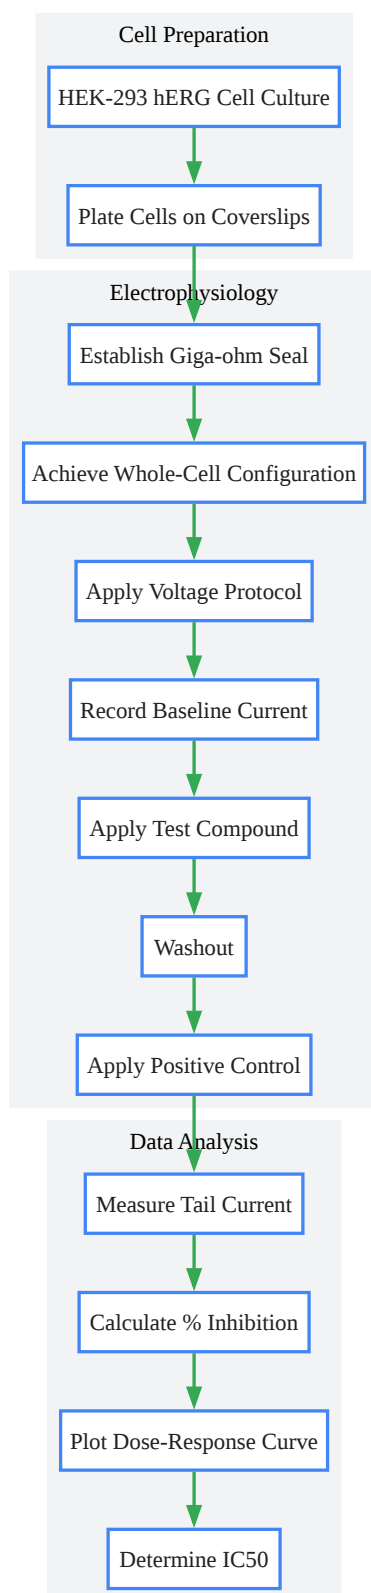 Cell Preparation
HEK-293 hERG Cell Culture
Plate Cells on Coverslips
Electrophysiology
Establish Giga-ohm Seal
Achieve Whole-Cell Configuration
Apply Voltage Protocol
Record Baseline Current
Apply Test Compound
Washout
Apply Positive Control
Data Analysis
Measure Tail Current
Calculate % Inhibition
Plot Dose-Response Curve
Determine IC50